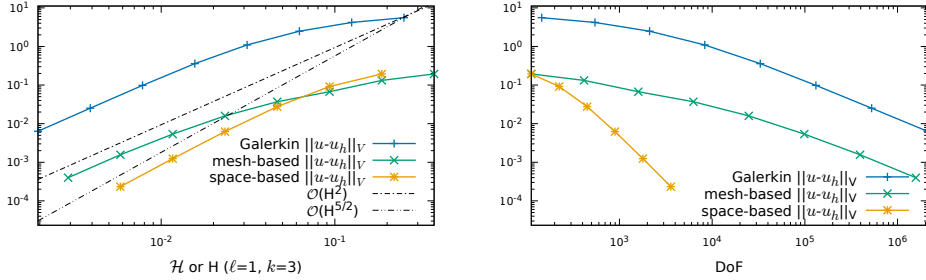 10^1
10^0
10^-1
10^-2
10^-3
10^-4
Galerkin ||u-u_h||_V
mesh-based ||u-u_h||_V
space-based ||u-u_h||_V
𝒪(H^2)
𝒪(H^5/2)
10^-2
10^-1
ℋ or H (ℓ=1, k=3)
10^1
10^0
10^-1
10^-2
10^-3
10^-4
Galerkin ||u-u_h||_V
mesh-based ||u-u_h||_V
space-based ||u-u_h||_V
10^3
10^4
10^5
10^6
DoF